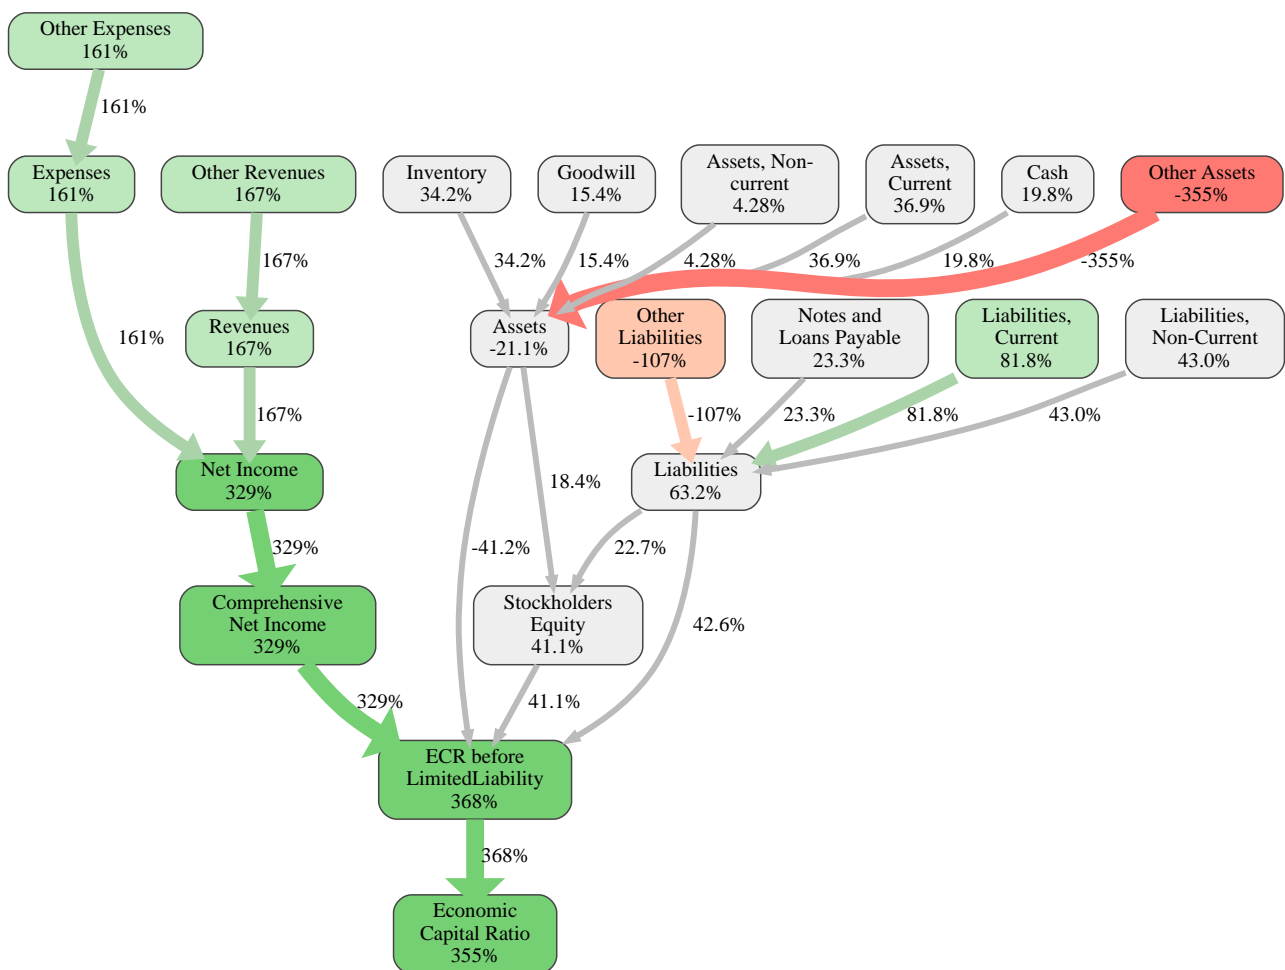 Other Expenses
161%
161%
Expenses
161%
Other Revenues
167%
Inventory
34.2%
Goodwill
15.4%
Assets, Non-
current
4.28%
Assets,
Current
36.9%
Cash
19.8%
Other Assets
-355%
167%
34.2%
15.4%
4.28%
36.9%
19.8%
-355%
161%
Revenues
167%
Assets
-21.1%
Other
Liabilities
-107%
Notes and
Loans Payable
23.3%
Liabilities,
Current
81.8%
Liabilities,
Non-Current
43.0%
167%
-107%
23.3%
81.8%
43.0%
Net Income
329%
18.4%
Liabilities
63.2%
329%
-41.2%
22.7%
Comprehensive
Net Income
329%
Stockholders
Equity
41.1%
42.6%
329%
41.1%
ECR before
LimitedLiability
368%
368%
Economic
Capital Ratio
355%